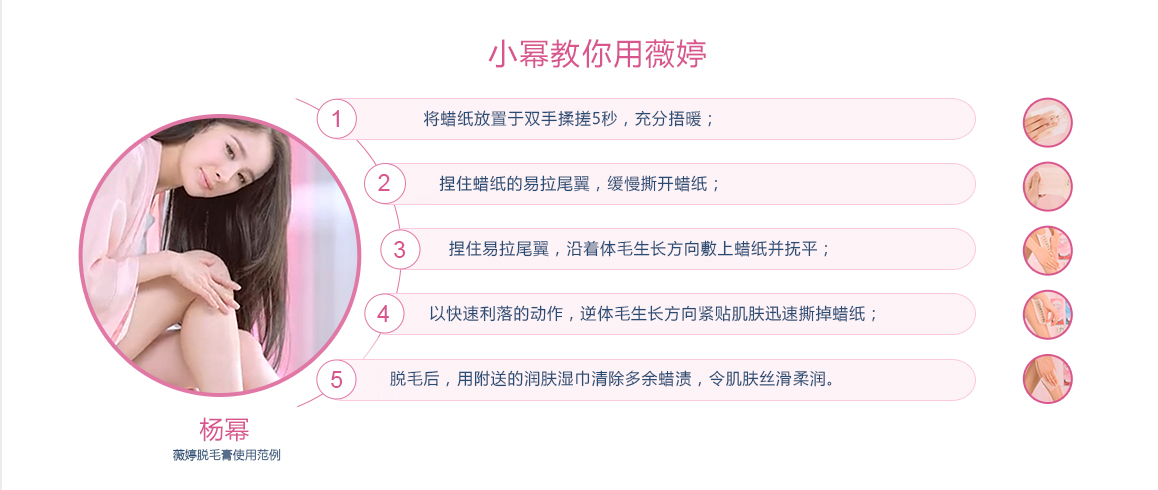 小幂教你用薇婷
1
将蜡纸放置于双手揉搓5秒，充分捂暖；
2
捏住蜡纸的易拉尾翼，缓慢撕开蜡纸；
3
捏住易拉尾翼，沿着体毛生长方向敷上蜡纸并抚平；
4
以快速利落的动作，逆体毛生长方向紧贴肌肤迅速撕掉蜡纸；
5
脱毛后，用附送的润肤湿巾清除多余蜡渍，令肌肤丝滑柔润。
杨幂
薇婷脱毛膏使用范例